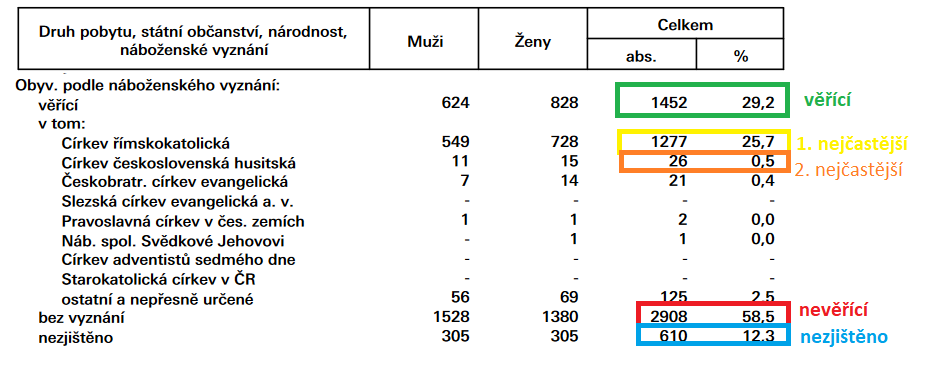 Druh pobytu, státní občanství, národnost, náboženské vyznání Muži Ženy Celkem abs. %
Obyv. podle náboženského vyznání:
věřící 624 828 1452 29,2 věřící
v tom:
Církev římskokatolická 549 728 1277 25,7 1. nejčastější
Církev československá husitská 11 15 26 0,5 2. nejčastější
Českobratr. církev evangelická 7 14 21 0,4
Slezská církev evangelická a. v. - - - -
Pravoslavná církev v čes. zemích 1 1 2 0,0
Náb. spol. Svědkové Jehovovi - 1 1 0,0
Církev adventistů sedmého dne - - - -
Starokatolická církev v ČR - - - -
ostatní a nepřesně určené 56 69 125 2,5
bez vyznání 1528 1380 2908 58,5 nevěřící
nezjištěno 305 305 610 12,3 nezjištěno